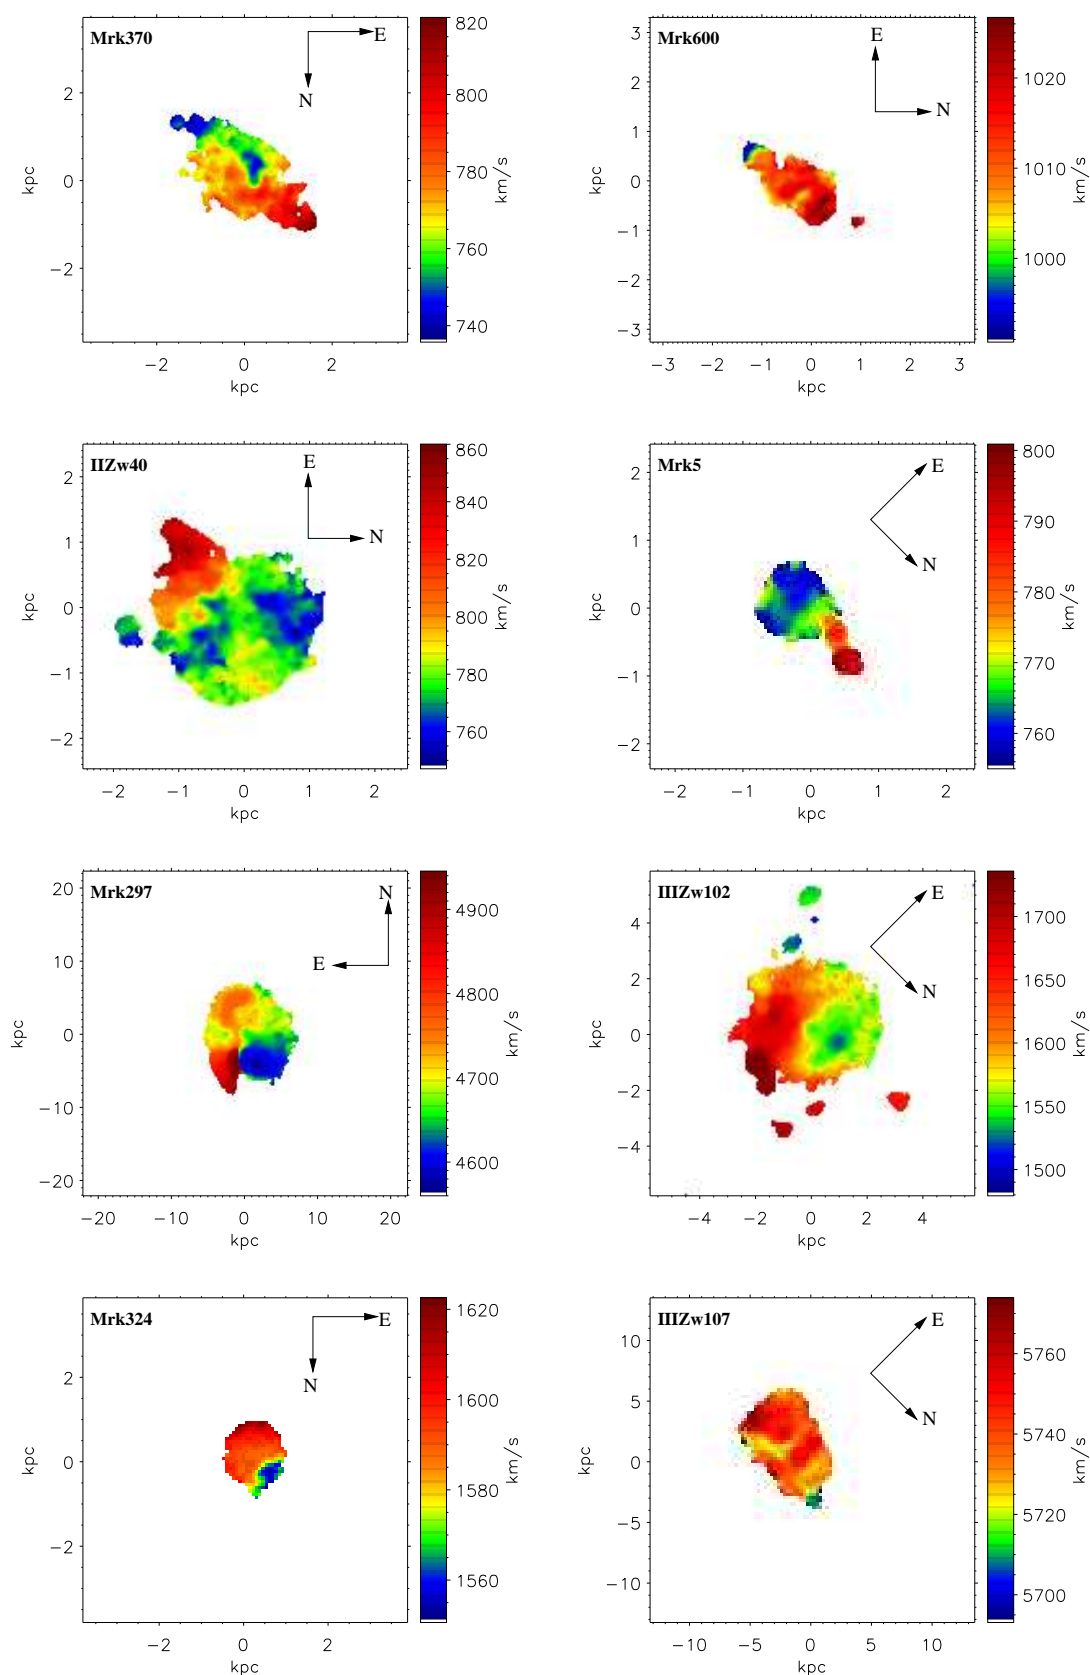 Mrk370
E
N
2
0
−2
kpc
−2 0 2
kpc
820
800
780
760
740
km/s
Mrk600
E
N
3
2
1
0
−1
−2
−3
kpc
−3 −2 −1 0 1 2 3
kpc
1020
1010
1000
km/s
IIZw40
E
N
2
1
0
−1
−2
kpc
−2 −1 0 1 2
kpc
860
840
820
800
780
760
km/s
Mrk5
E
N
2
1
0
−1
−2
kpc
−2 −1 0 1 2
kpc
800
790
780
770
760
km/s
Mrk297
N
E
20
10
0
−10
−20
kpc
−20 −10 0 10 20
kpc
4900
4800
4700
4600
km/s
IIIZw102
E
N
4
2
0
−2
−4
kpc
−4 −2 0 2 4
kpc
1700
1650
1600
1550
1500
km/s
Mrk324
E
N
2
0
−2
kpc
−2 0 2
kpc
1620
1600
1580
1560
km/s
IIIZw107
E
N
10
5
0
−5
−10
kpc
−10 −5 0 5 10
kpc
5760
5740
5720
5700
km/s